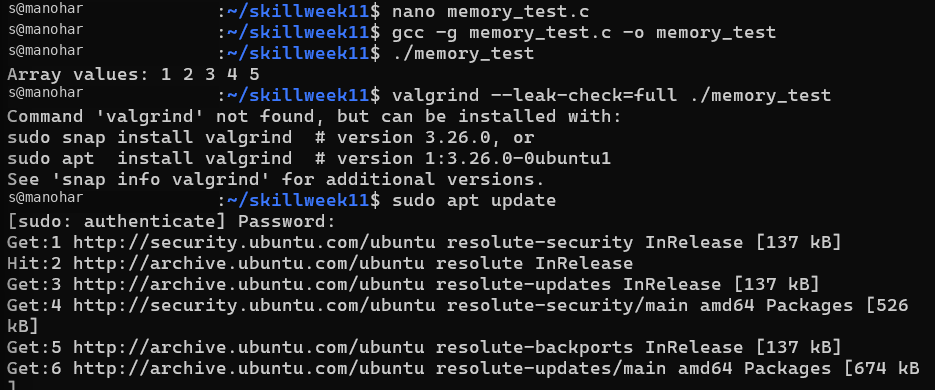 s@manohar :~/skillweek11$ nano memory_test.c
s@manohar :~/skillweek11$ gcc -g memory_test.c -o memory_test
s@manohar :~/skillweek11$ ./memory_test
Array values: 1 2 3 4 5
s@manohar :~/skillweek11$ valgrind --leak-check=full ./memory_test
Command 'valgrind' not found, but can be installed with:
sudo snap install valgrind  # version 3.26.0, or
sudo apt  install valgrind  # version 1:3.26.0-0ubuntu1
See 'snap info valgrind' for additional versions.
s@manohar :~/skillweek11$ sudo apt update
[sudo: authenticate] Password:
Get:1 http://security.ubuntu.com/ubuntu resolute-security InRelease [137 kB]
Hit:2 http://archive.ubuntu.com/ubuntu resolute InRelease
Get:3 http://archive.ubuntu.com/ubuntu resolute-updates InRelease [137 kB]
Get:4 http://security.ubuntu.com/ubuntu resolute-security/main amd64 Packages [526
kB]
Get:5 http://archive.ubuntu.com/ubuntu resolute-backports InRelease [137 kB]
Get:6 http://archive.ubuntu.com/ubuntu resolute-updates/main amd64 Packages [674 kB
]